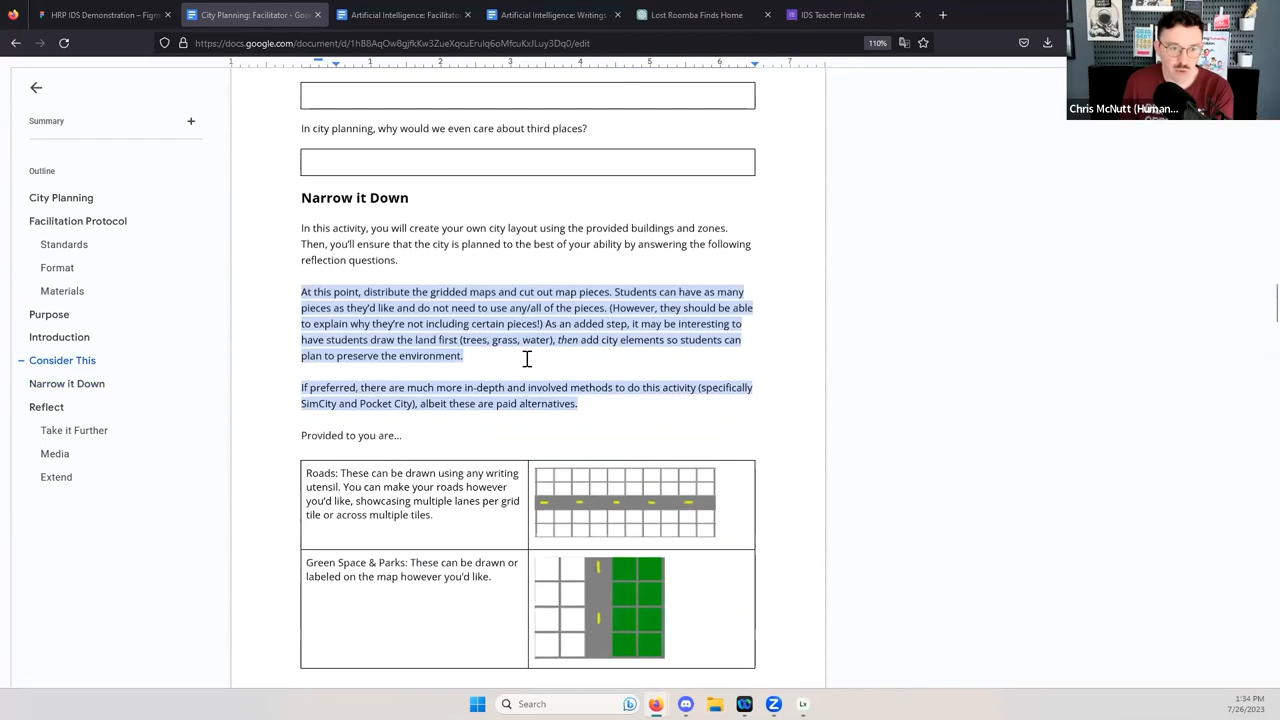 HRP IDS Demonstration – Figm
City Planning: Facilitator - Goo
Artificial Intelligence: Facilitat
Artificial Intelligence: Writing
Lost Roomba Finds Home
IDS Teacher Intake
110%
Chris McNutt (Human...
1 1 2 3 4 5 6 7
Summary
Outline
City Planning
Facilitation Protocol
Standards
Format
Materials
Purpose
Introduction
Consider This
Narrow it Down
Reflect
Take it Further
Media
Extend
In city planning, why would we even care about third places?
Narrow it Down
In this activity, you will create your own city layout using the provided buildings and zones.
Then, you'll ensure that the city is planned to the best of your ability by answering the following
reflection questions.
At this point, distribute the gridded maps and cut out map pieces. Students can have as many
pieces as they'd like and do not need to use any/all of the pieces. (However, they should be able
to explain why they're not including certain pieces!) As an added step, it may be interesting to
have students draw the land first (trees, grass, water), then add city elements so students can
plan to preserve the environment.
If preferred, there are much more in-depth and involved methods to do this activity (specifically
SimCity and Pocket City), albeit these are paid alternatives.
Provided to you are...
Roads: These can be drawn using any writing
utensil. You can make your roads however
you'd like, showcasing multiple lanes per grid
tile or across multiple tiles.
Green Space & Parks: These can be drawn or
labeled on the map however you'd like.
Search
1:34 PM
7/26/2023